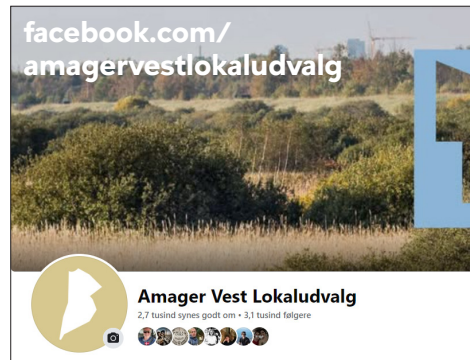 facebook.com/
amagervestlokaludvalg
Amager Vest Lokaludvalg
2,7 tusind synes godt om • 3,1 tusind følgere